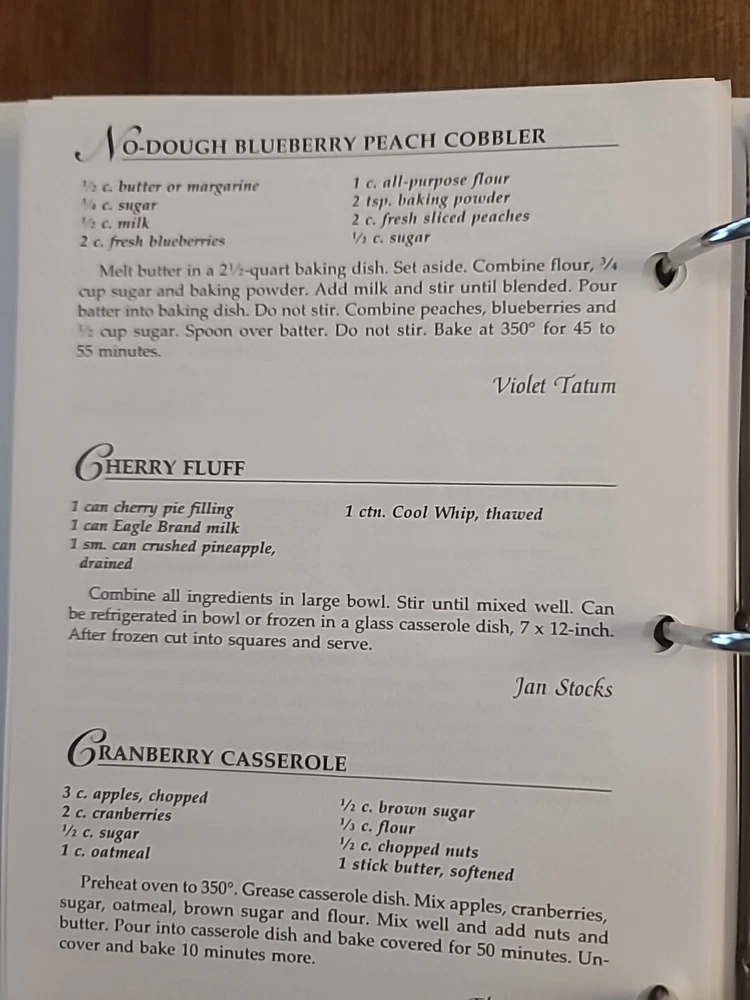 NO-DOUGH BLUEBERRY PEACH COBBLER
½ c. butter or margarine
¾ c. sugar
½ c. milk
2 c. fresh blueberries
1 c. all-purpose flour
2 tsp. baking powder
2 c. fresh sliced peaches
½ c. sugar
Melt butter in a 2½-quart baking dish. Set aside. Combine flour, ¾
cup sugar and baking powder. Add milk and stir until blended. Pour
batter into baking dish. Do not stir. Combine peaches, blueberries and
½ cup sugar. Spoon over batter. Do not stir. Bake at 350° for 45 to
55 minutes.
Violet Tatum
CHERRY FLUFF
1 can cherry pie filling
1 can Eagle Brand milk
1 sm. can crushed pineapple,
drained
1 ctn. Cool Whip, thawed
Combine all ingredients in large bowl. Stir until mixed well. Can
be refrigerated in bowl or frozen in a glass casserole dish, 7 x 12-inch.
After frozen cut into squares and serve.
Jan Stocks
CRANBERRY CASSEROLE
3 c. apples, chopped
2 c. cranberries
½ c. sugar
1 c. oatmeal
½ c. brown sugar
⅓ c. flour
½ c. chopped nuts
1 stick butter, softened
Preheat oven to 350°. Grease casserole dish. Mix apples, cranberries,
sugar, oatmeal, brown sugar and flour. Mix well and add nuts and
butter. Pour into casserole dish and bake covered for 50 minutes. Un-
cover and bake 10 minutes more.